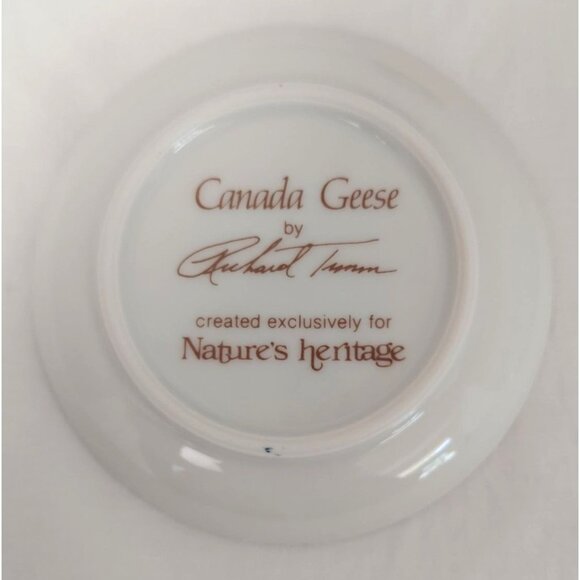 Canada Geese
by
Richard Timm
created exclusively for
Nature's heritage